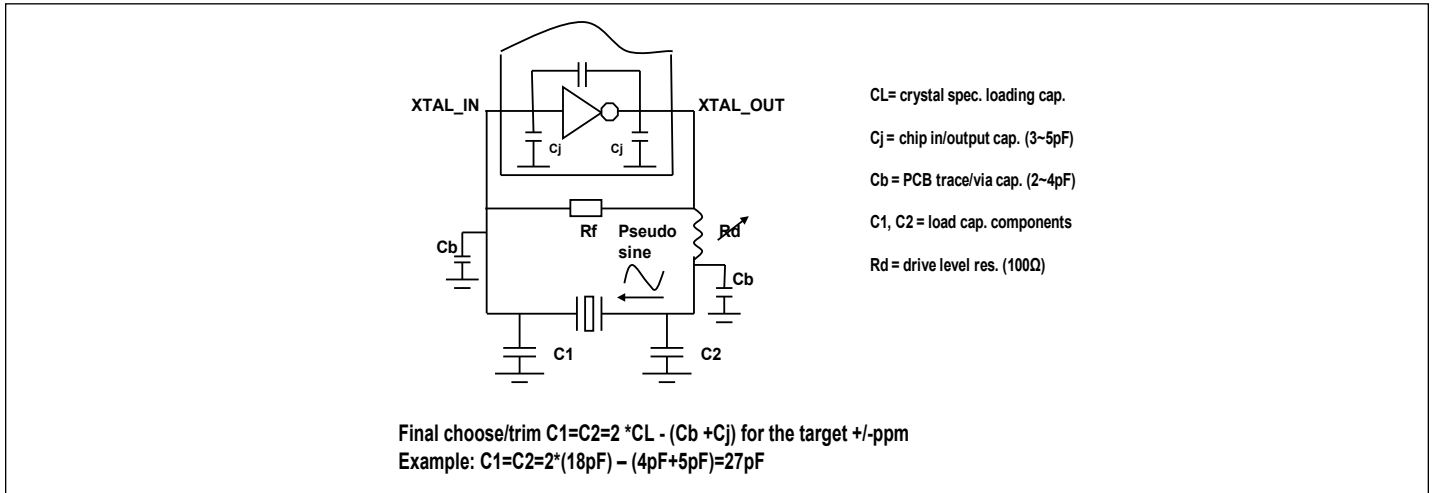 XTAL_IN
XTAL_OUT
Cj
Cj
Rf
Pseudo
sine
Rd
Cb
Cb
C1
C2
CL= crystal spec. loading cap.
Cj = chip in/output cap. (3~5pF)
Cb = PCB trace/via cap. (2~4pF)
C1, C2 = load cap. components
Rd = drive level res. (100Ω)
Final choose/trim C1=C2=2 *CL - (Cb +Cj) for the target +/-ppm
Example: C1=C2=2*(18pF) – (4pF+5pF)=27pF